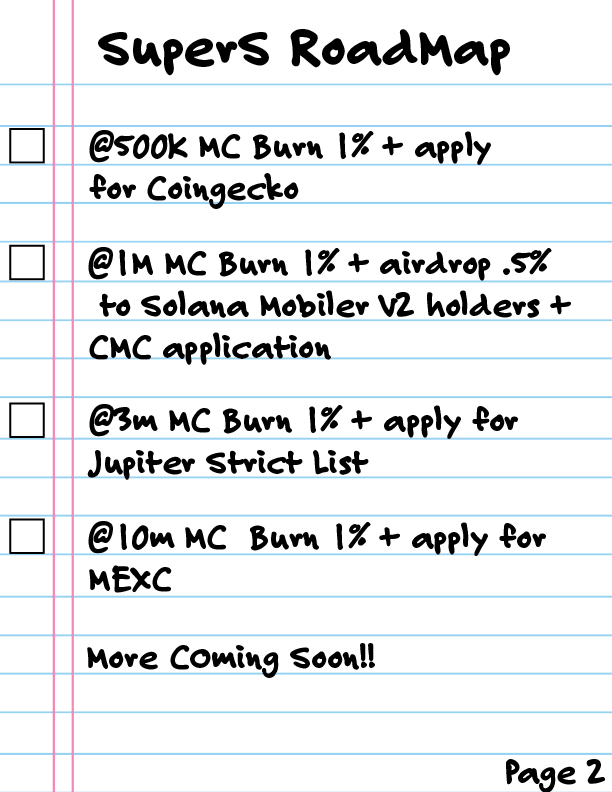 SuperS RoadMap
@500K MC Burn 1% + apply
for Coingecko
@1M MC Burn 1% + airdrop .5%
to Solana Mobiler V2 holders +
CMC application
@3m MC Burn 1% + apply for
Jupiter Strict List
@10m MC Burn 1% + apply for
MEXC
More COming Soon!!
Page 2